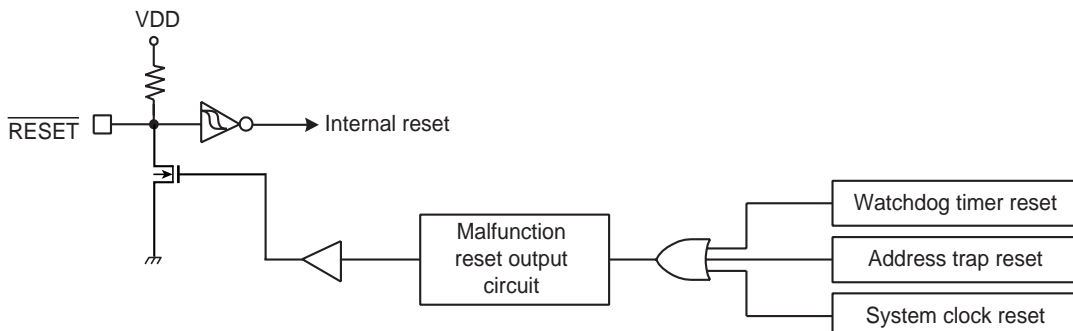 VDD
RESET
Internal reset
Watchdog timer reset
Malfunction
reset output
circuit
Address trap reset
System clock reset